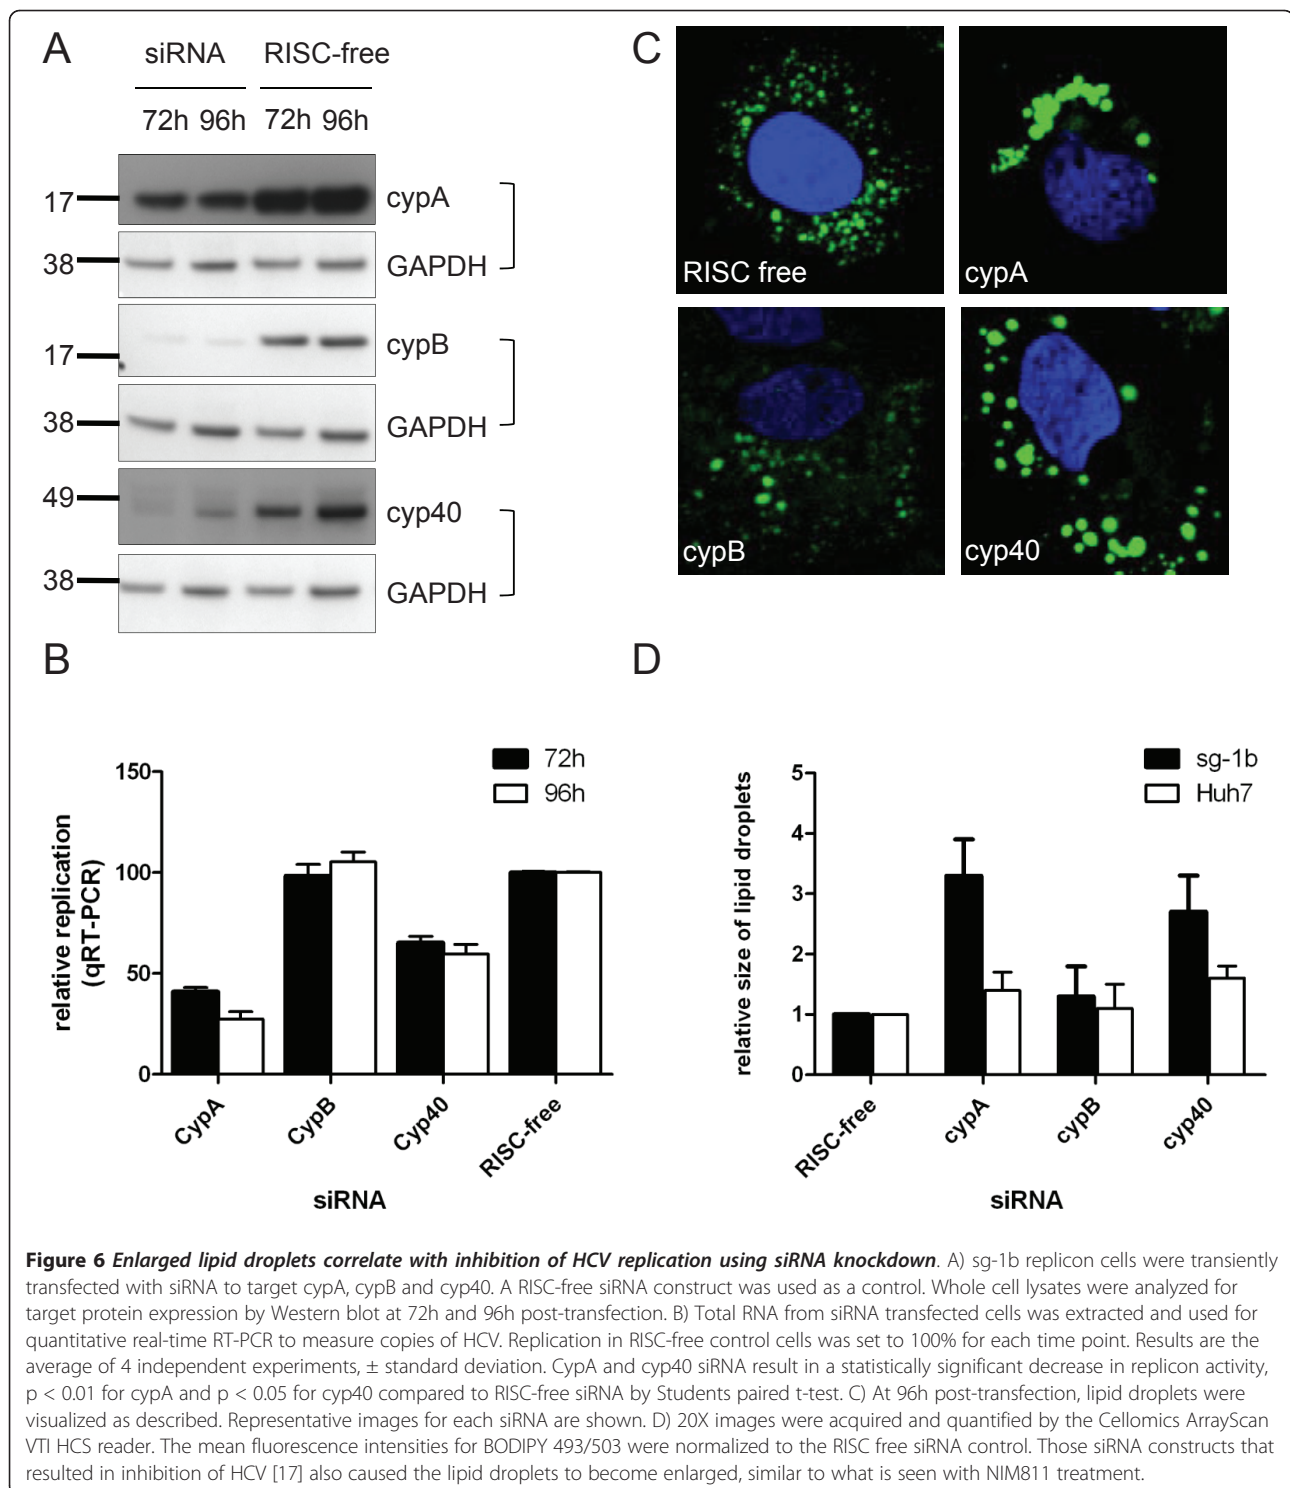 A
siRNA RISC-free
72h 96h 72h 96h
17 cypA
38 GAPDH
17 cypB
38 GAPDH
49 cyp40
38 GAPDH
C
RISC free
cypA
cypB
cyp40
B
72h
96h
relative replication
(qRT-PCR)
150
100
50
0
CypA
CypB
Cyp40
RISC-free
siRNA
D
sg-1b
Huh7
relative size of lipid droplets
5
4
3
2
1
0
RISC-free
cypA
cypB
cyp40
siRNA
Figure 6 Enlarged lipid droplets correlate with inhibition of HCV replication using siRNA knockdown. A) sg-1b replicon cells were transiently
transfected with siRNA to target cypA, cypB and cyp40. A RISC-free siRNA construct was used as a control. Whole cell lysates were analyzed for
target protein expression by Western blot at 72h and 96h post-transfection. B) Total RNA from siRNA transfected cells was extracted and used for
quantitative real-time RT-PCR to measure copies of HCV. Replication in RISC-free control cells was set to 100% for each time point. Results are the
average of 4 independent experiments, ± standard deviation. CypA and cyp40 siRNA result in a statistically significant decrease in replicon activity,
p < 0.01 for cypA and p < 0.05 for cyp40 compared to RISC-free siRNA by Students paired t-test. C) At 96h post-transfection, lipid droplets were
visualized as described. Representative images for each siRNA are shown. D) 20X images were acquired and quantified by the Cellomics ArrayScan
VTI HCS reader. The mean fluorescence intensities for BODIPY 493/503 were normalized to the RISC free siRNA control. Those siRNA constructs that
resulted in inhibition of HCV [17] also caused the lipid droplets to become enlarged, similar to what is seen with NIM811 treatment.